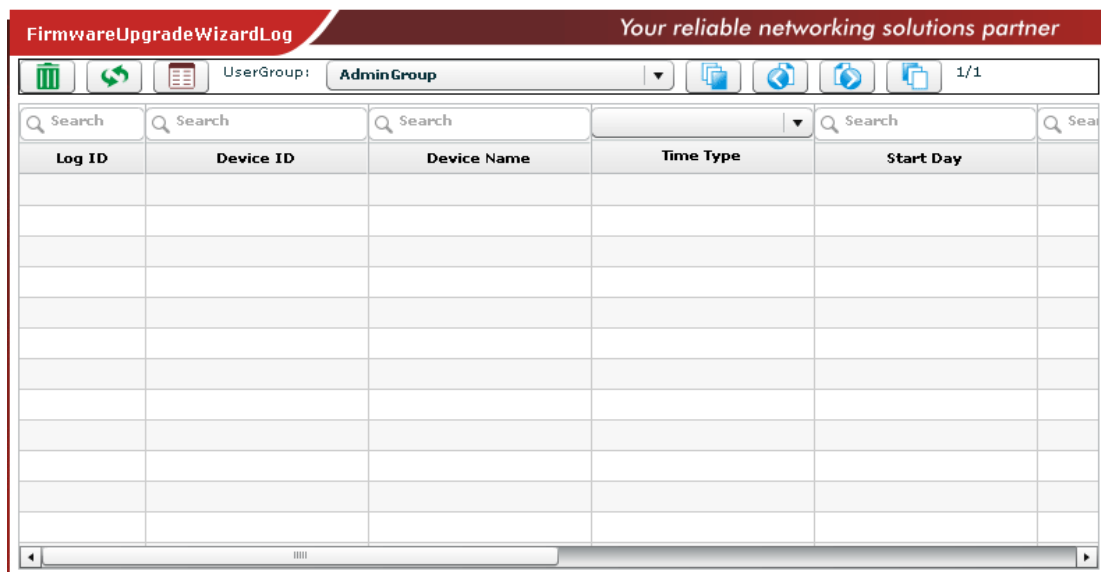 FirmwareUpgradeWizardLog
Your reliable networking solutions partner
UserGroup: AdminGroup 1/1
Search Search Search Search Sear
Log ID Device ID Device Name Time Type Start Day